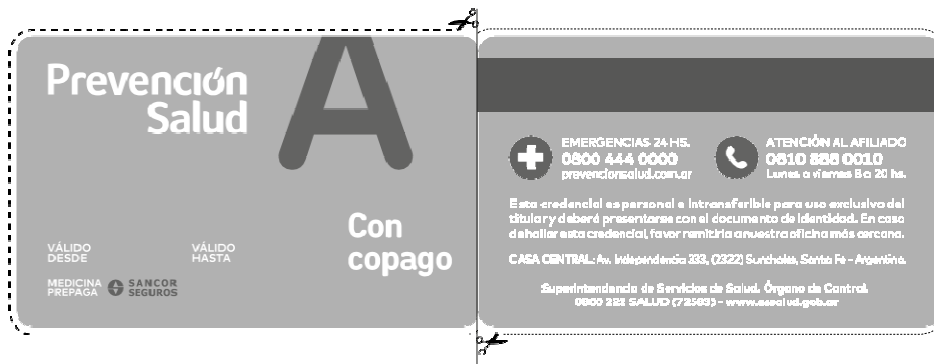 Prevención
Salud
A
Con
copago
VÁLIDO
DESDE
VÁLIDO
HASTA
MEDICINA
PREPAGA
SANCOR
SEGUROS
EMERGENCIAS 24 HS.
0800 444 0000
prevencionsalud.com.ar
ATENCIÓN AL AFILIADO
0810 888 0010
Lunes a viernes 8 a 20 hs.
Esta credencial es personal e intransferible para uso exclusivo del
titular y deberá presentarse con el documento de identidad. En caso
de hallar esta credencial, favor remitirla a nuestra oficina más cercana.
CASA CENTRAL: Av. Independencia 333, (2322) Sunchales, Santa Fe - Argentina.
Superintendencia de Servicios de Salud. Órgano de Control.
0800 222 SALUD (72583) - www.sssalud.gob.ar